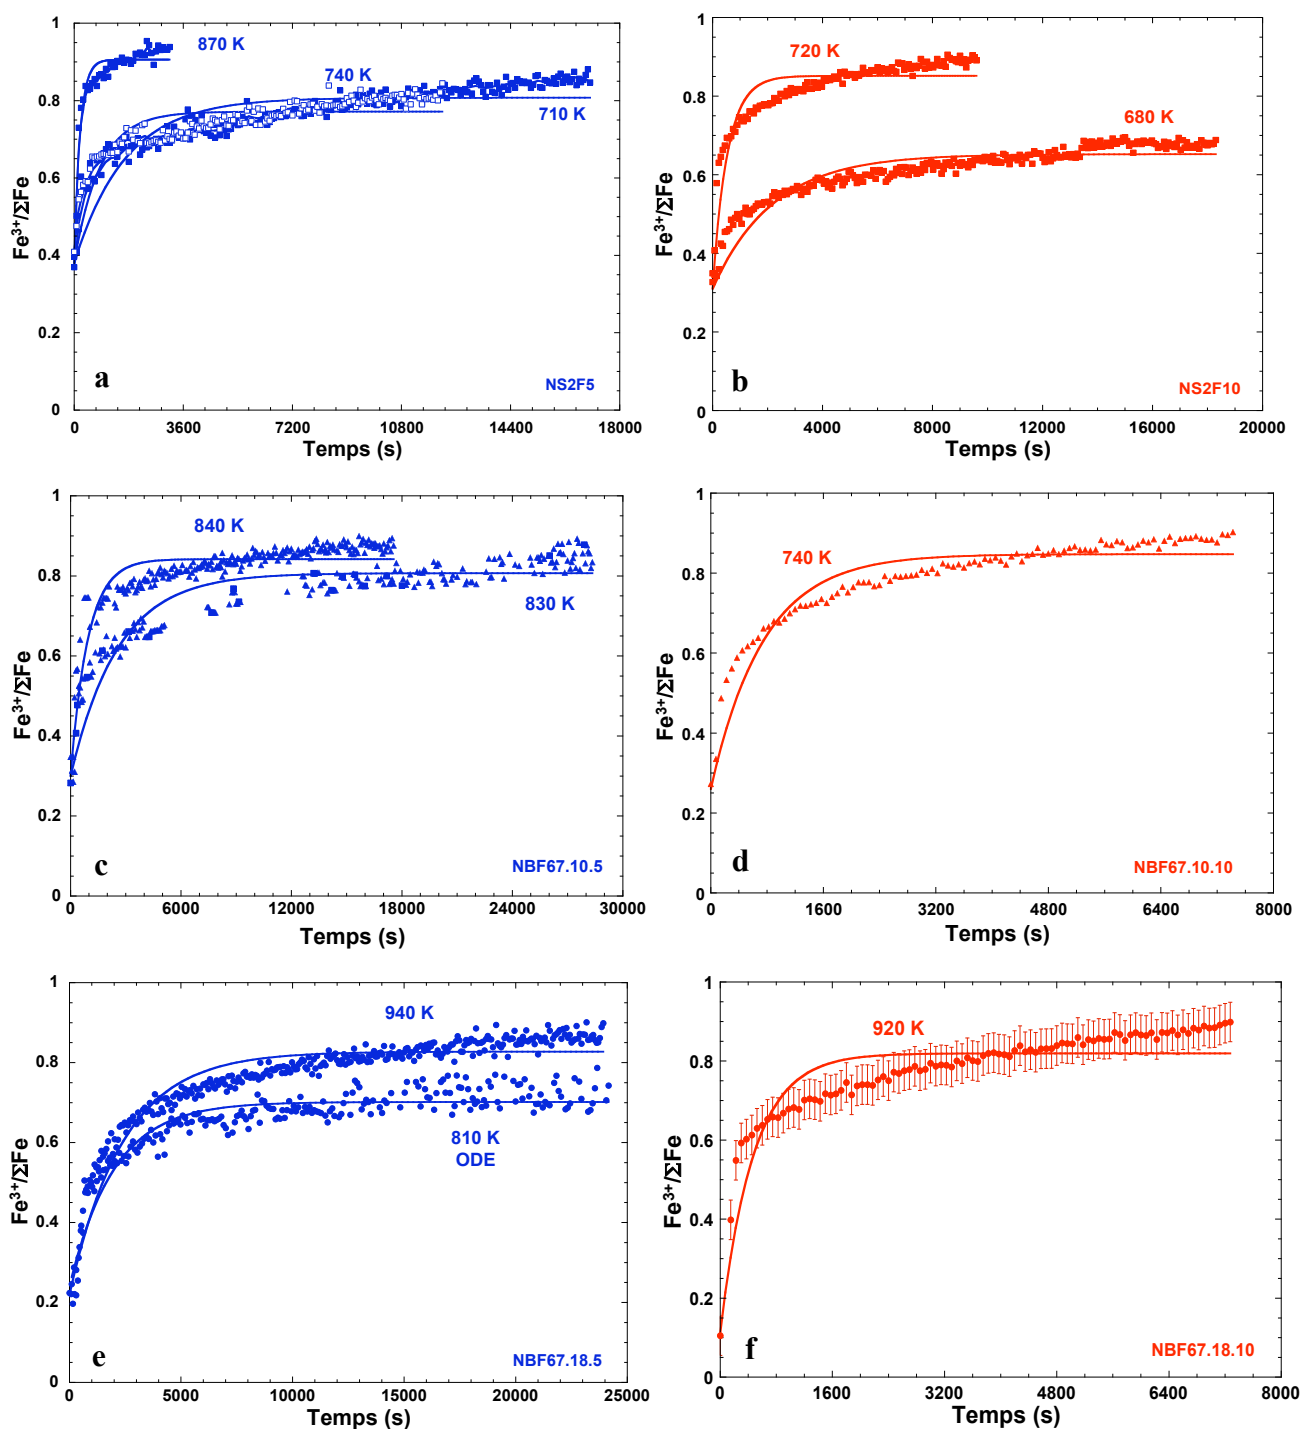 1
0.8
0.6
0.4
0.2
0
Fe³⁺/ΣFe
870 K
740 K
710 K
a
NS2F5
0
3600
7200
10800
14400
18000
Temps (s)
1
0.8
0.6
0.4
0.2
0
Fe³⁺/ΣFe
720 K
680 K
b
NS2F10
0
4000
8000
12000
16000
20000
Temps (s)
1
0.8
0.6
0.4
0.2
0
Fe³⁺/ΣFe
840 K
830 K
c
NBF67.10.5
0
6000
12000
18000
24000
30000
Temps (s)
1
0.8
0.6
0.4
0.2
0
Fe³⁺/ΣFe
740 K
d
NBF67.10.10
0
1600
3200
4800
6400
8000
Temps (s)
1
0.8
0.6
0.4
0.2
0
Fe³⁺/ΣFe
940 K
810 K
ODE
e
NBF67.18.5
0
5000
10000
15000
20000
25000
Temps (s)
1
0.8
0.6
0.4
0.2
0
Fe³⁺/ΣFe
920 K
f
NBF67.18.10
0
1600
3200
4800
6400
8000
Temps (s)